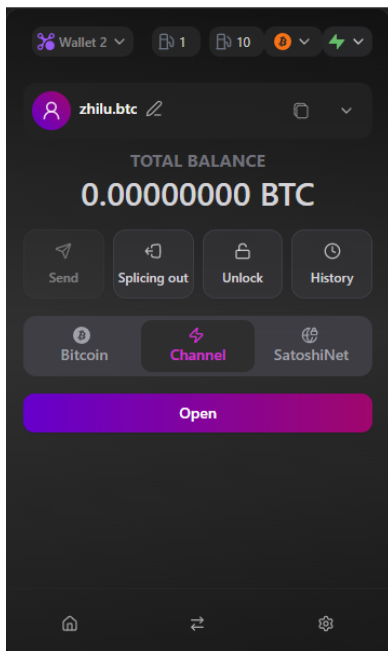 Wallet 2 1 10
zhilu.btc
TOTAL BALANCE
0.00000000 BTC
Send Splicing out Unlock History
Bitcoin Channel SatoshiNet
Open